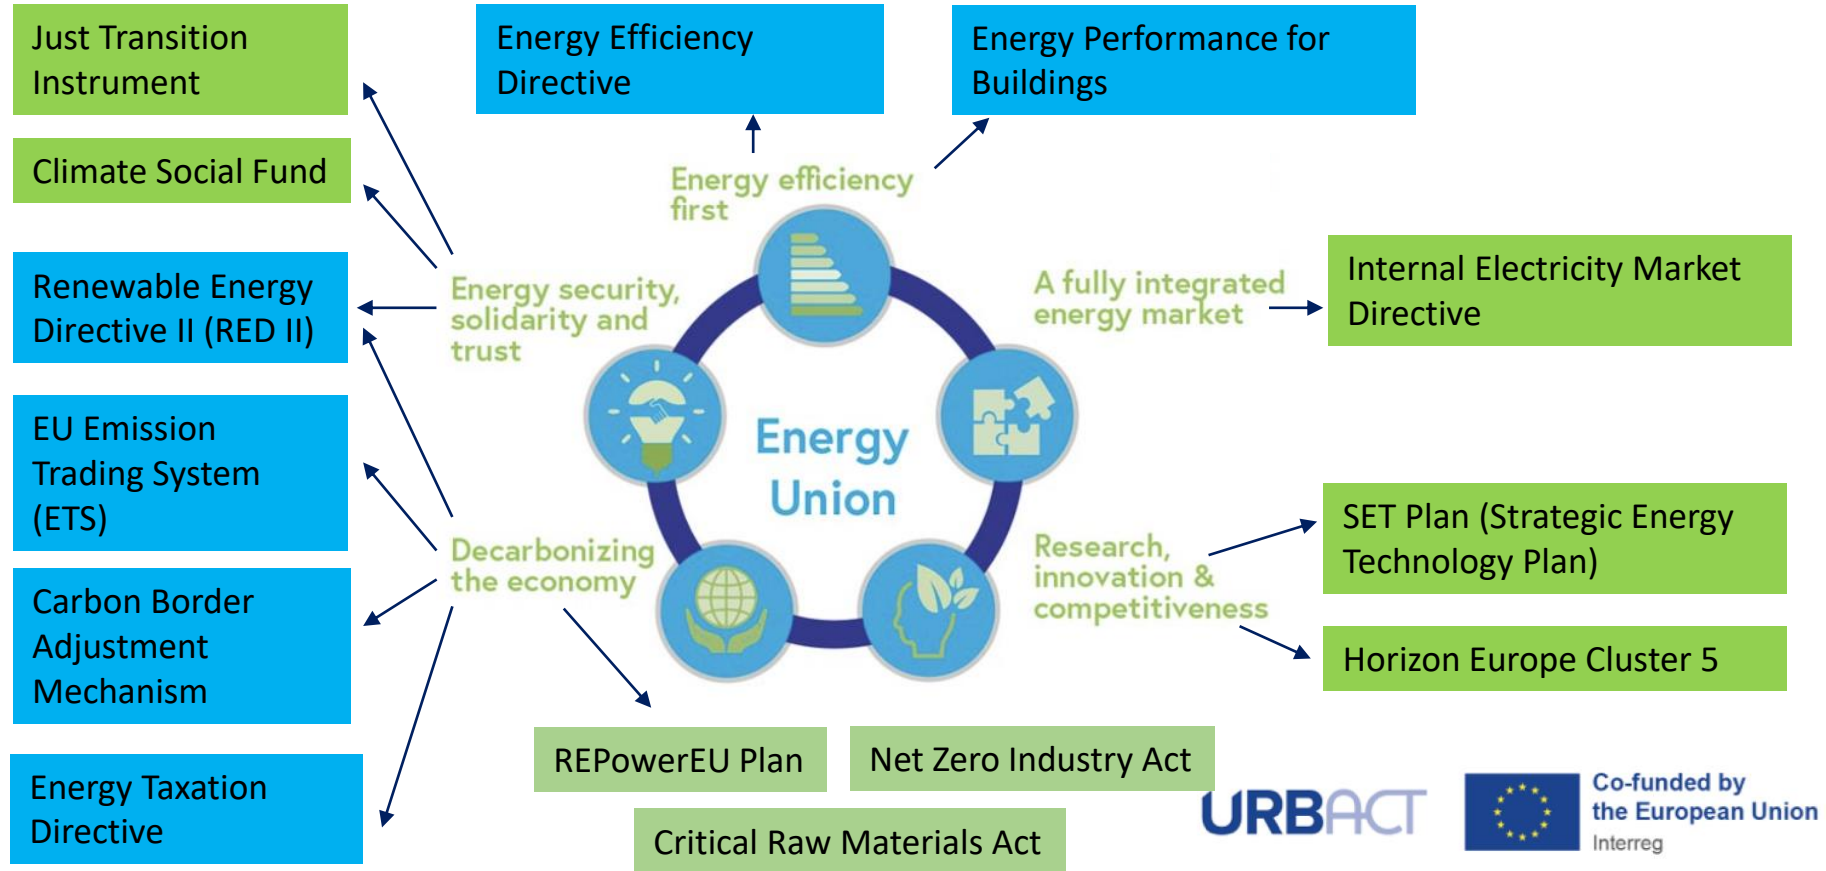 Just Transition
Instrument
Energy Efficiency
Directive
Energy Performance for
Buildings
Climate Social Fund
Energy efficiency
first
Renewable Energy
Directive II (RED II)
Energy security,
solidarity and
trust
A fully integrated
energy market
Internal Electricity Market
Directive
EU Emission
Trading System
(ETS)
Energy
Union
Decarbonizing
the economy
Research,
innovation &
competitiveness
SET Plan (Strategic Energy
Technology Plan)
Carbon Border
Adjustment
Mechanism
Horizon Europe Cluster 5
Energy Taxation
Directive
REPowerEU Plan
Net Zero Industry Act
Critical Raw Materials Act
URBACT
Co-funded by
the European Union
Interreg